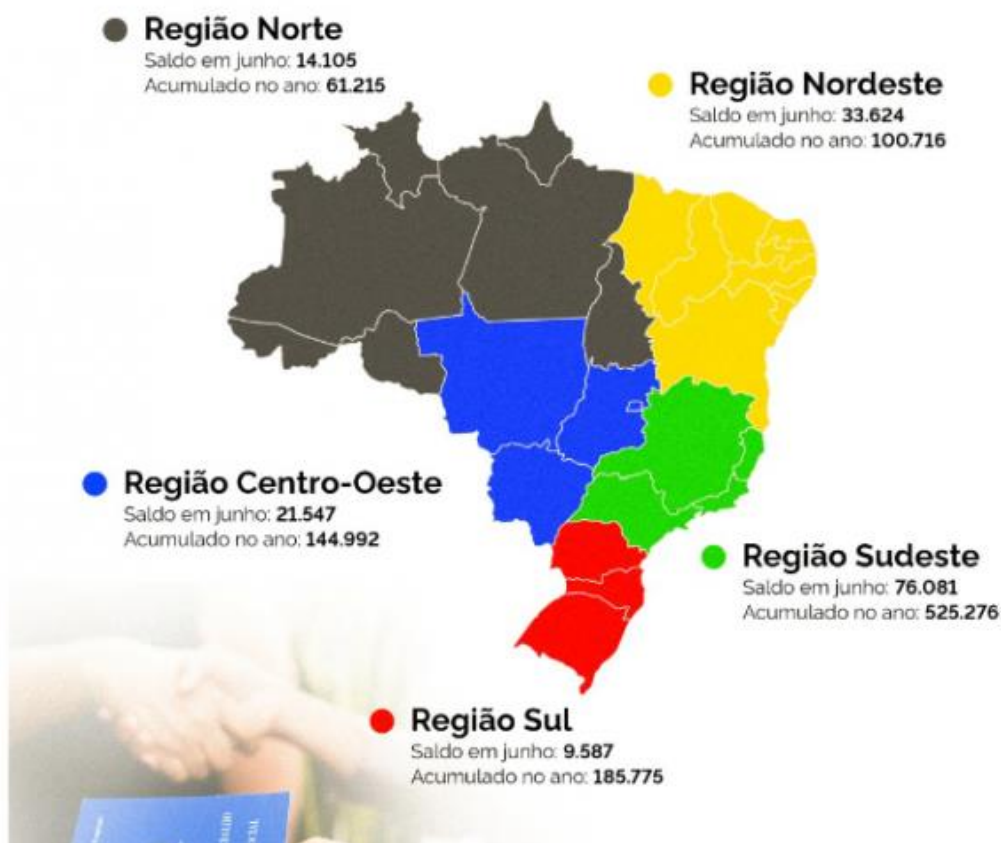 Região Norte
Saldo em junho: 14.105
Acumulado no ano: 61.215
Região Nordeste
Saldo em junho: 33.624
Acumulado no ano: 100.716
Região Centro-Oeste
Saldo em junho: 21.547
Acumulado no ano: 144.992
Região Sudeste
Saldo em junho: 76.081
Acumulado no ano: 525.276
Região Sul
Saldo em junho: 9.587
Acumulado no ano: 185.775